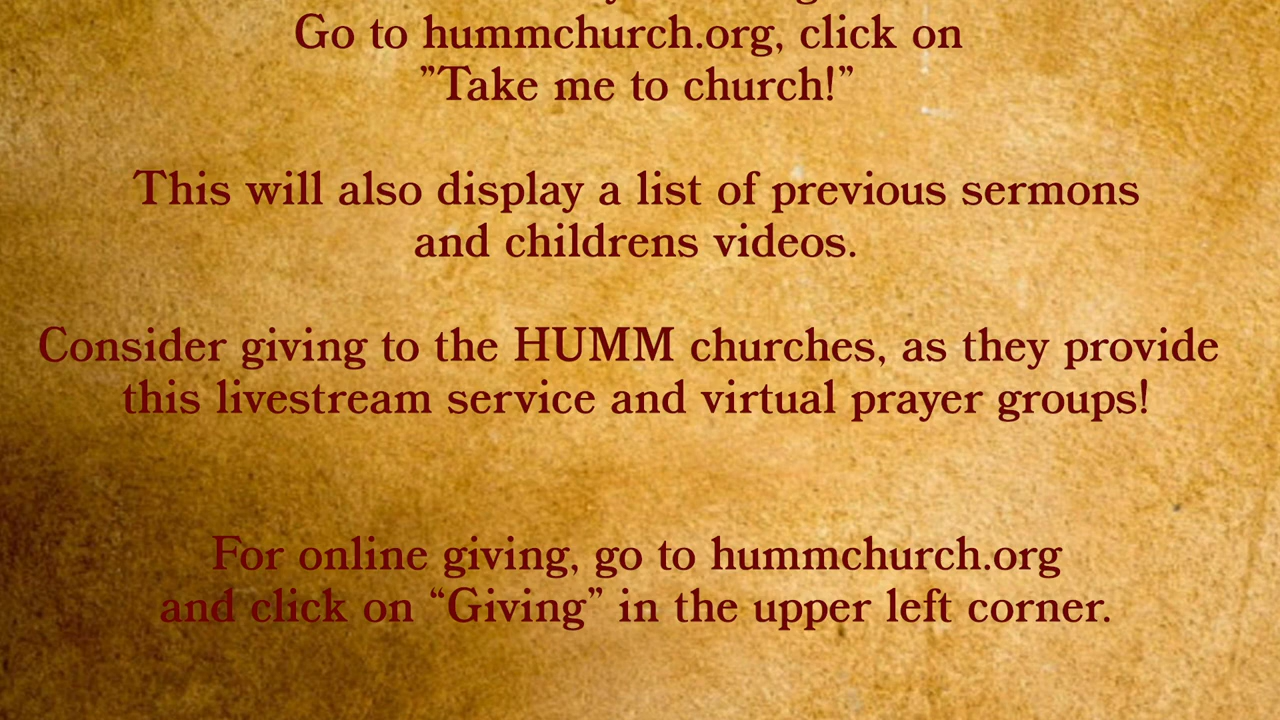 Go to hummchurch.org, click on
”Take me to church!”
This will also display a list of previous sermons
and childrens videos.
Consider giving to the HUMM churches, as they provide
this livestream service and virtual prayer groups!
For online giving, go to hummchurch.org
and click on “Giving” in the upper left corner.